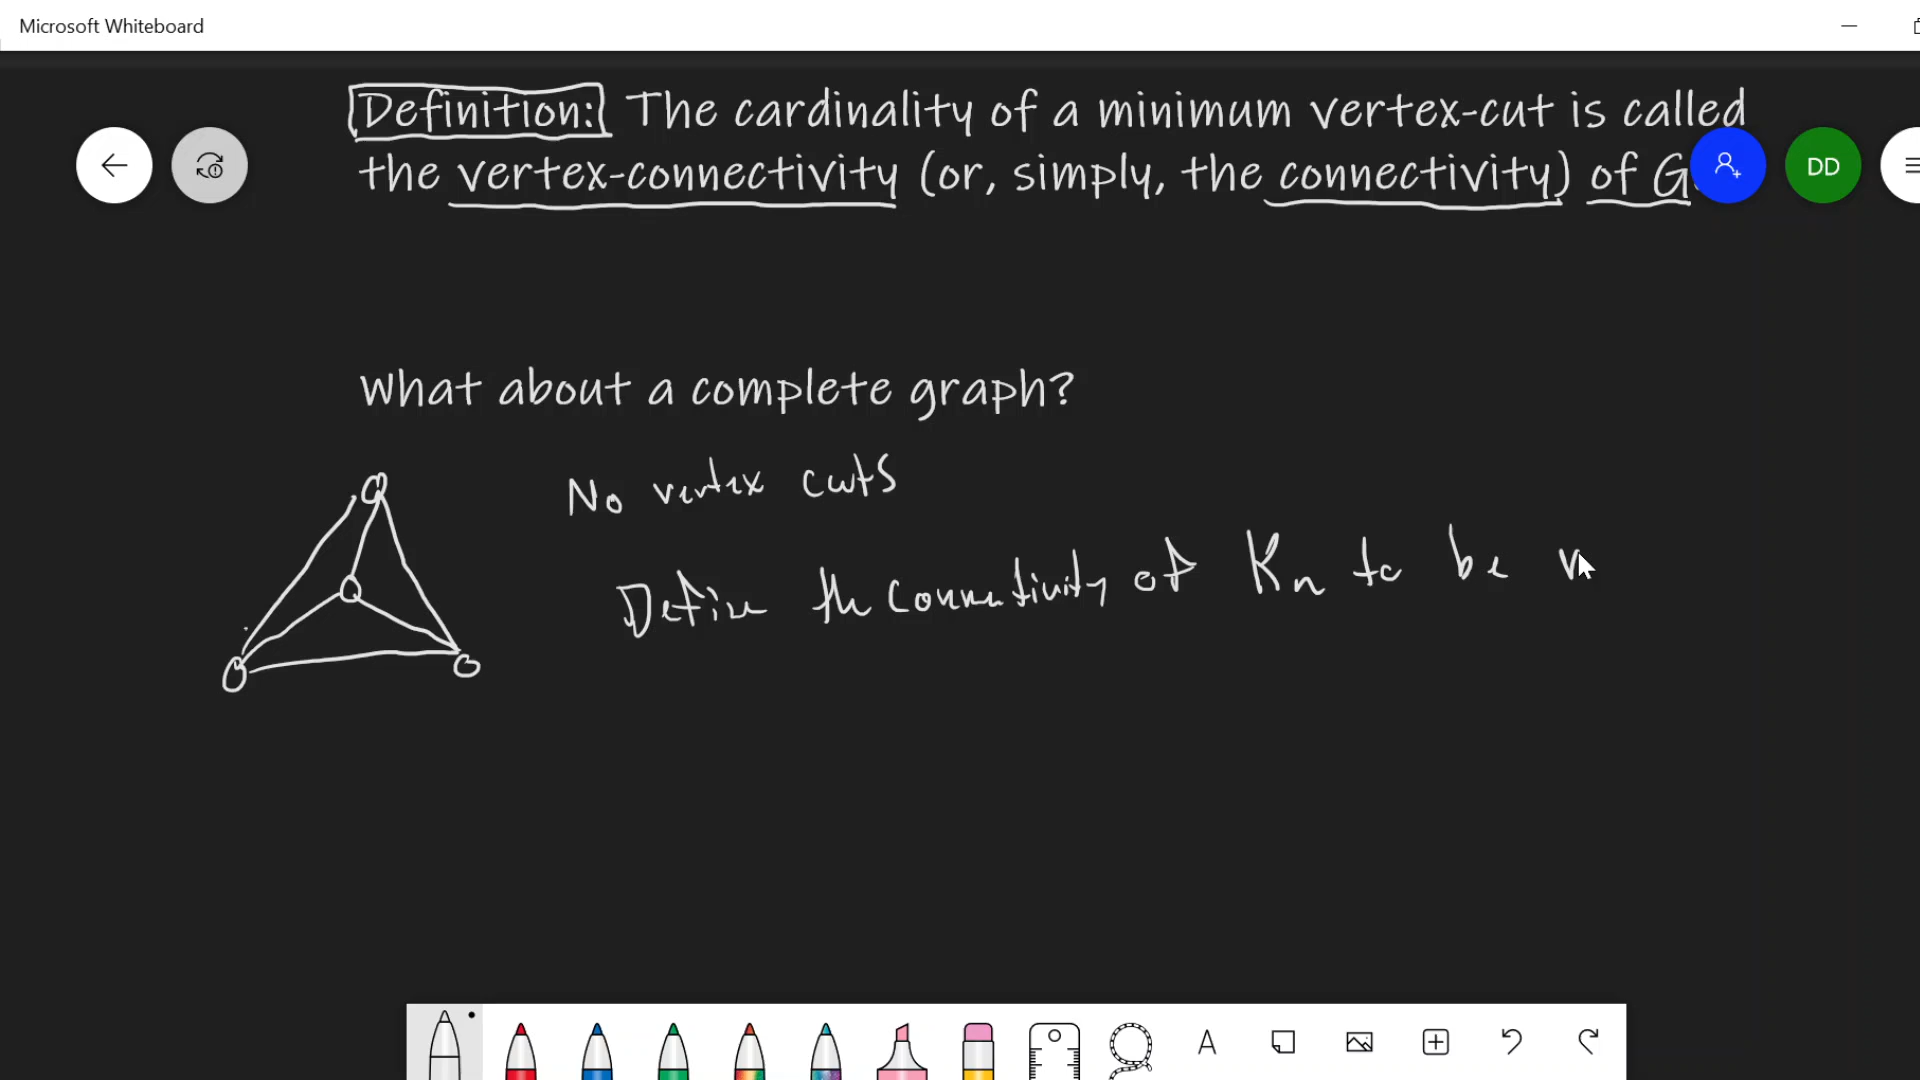 Microsoft Whiteboard
Definition: The cardinality of a minimum vertex-cut is called
the vertex-connectivity (or, simply, the connectivity) of G.
DD
What about a complete graph?
No vertex cuts
Define the connectivity of Kn to be
A